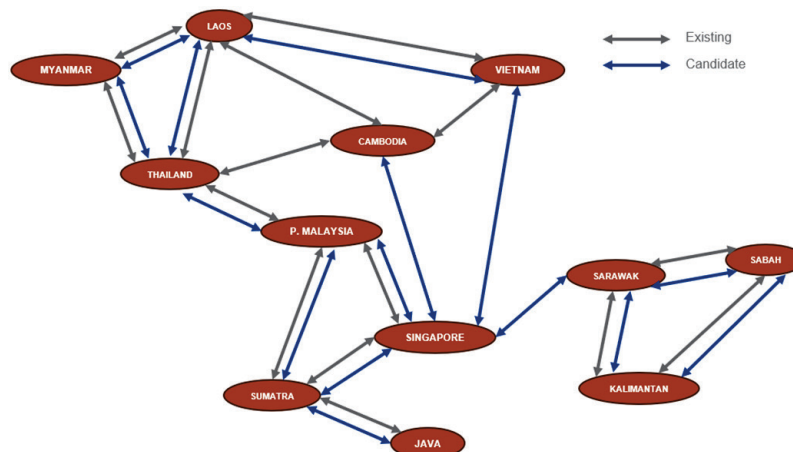 LAOS
Existing
MYANMAR
VIETNAM
Candidate
CAMBODIA
THAILAND
P. MALAYSIA
SABAH
SARAWAK
SINGAPORE
KALIMANTAN
SUMATRA
JAVA